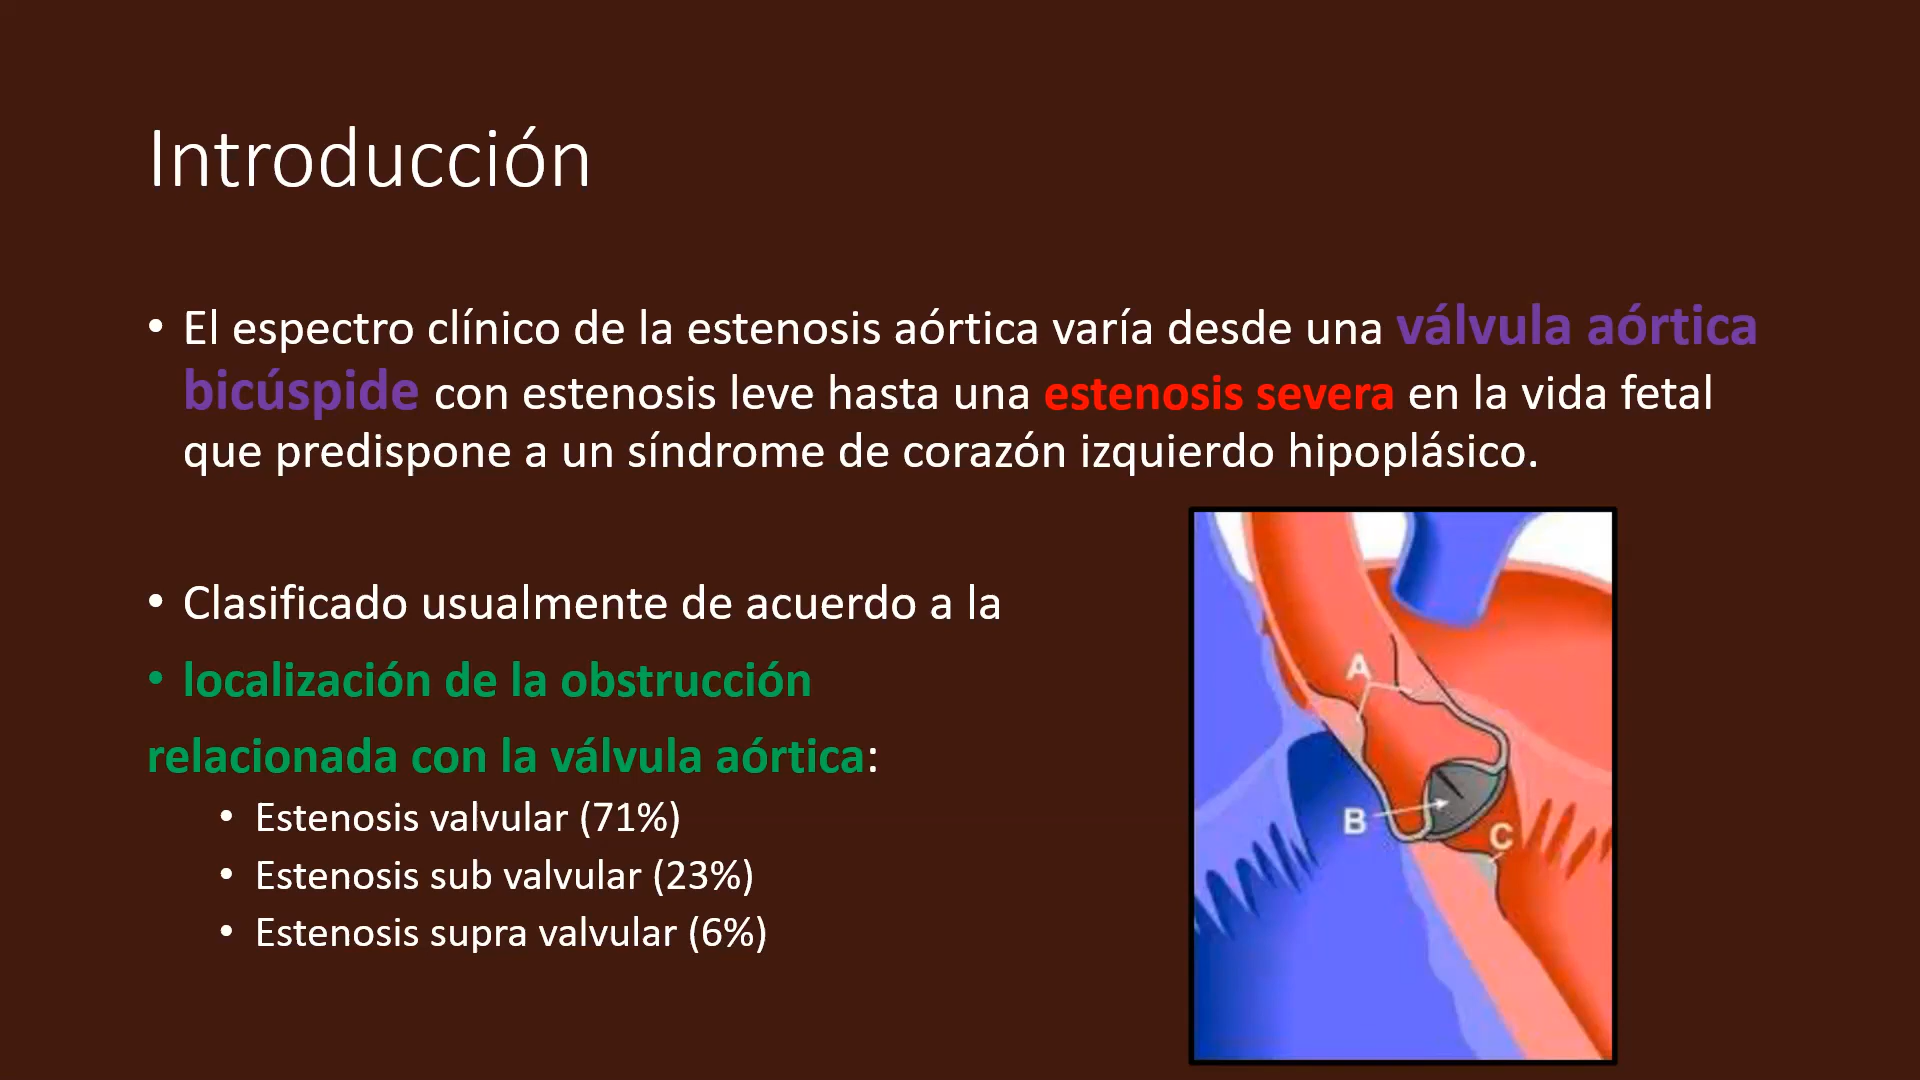 Introducción
• El espectro clínico de la estenosis aórtica varía desde una válvula aórtica
bicúspide con estenosis leve hasta una estenosis severa en la vida fetal
que predispone a un síndrome de corazón izquierdo hipoplásico.
• Clasificado usualmente de acuerdo a la
• localización de la obstrucción
relacionada con la válvula aórtica:
• Estenosis valvular (71%)
• Estenosis sub valvular (23%)
• Estenosis supra valvular (6%)
A
B
C